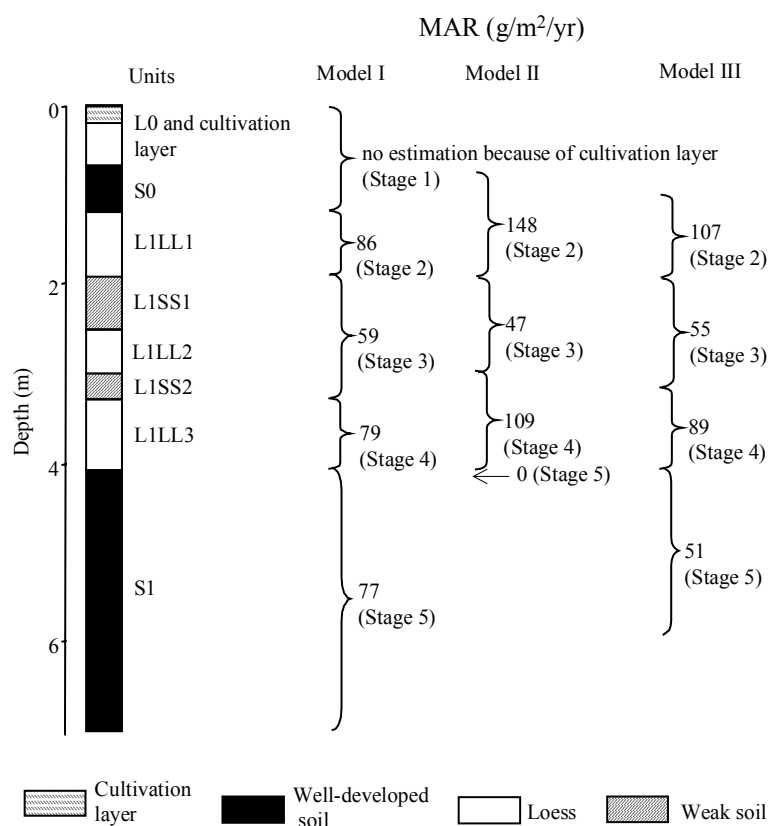 MAR (g/m²/yr)
Units
Model I
Model II
Model III
0
L0 and cultivation
layer
no estimation because of cultivation layer
(Stage 1)
S0
148
(Stage 2)
107
(Stage 2)
L1LL1
86
(Stage 2)
2
L1SS1
59
(Stage 3)
47
(Stage 3)
55
(Stage 3)
L1LL2
L1SS2
Depth (m)
L1LL3
79
(Stage 4)
109
(Stage 4)
89
(Stage 4)
4
0 (Stage 5)
51
(Stage 5)
S1
77
(Stage 5)
6
Cultivation
layer
Well-developed
soil
Loess
Weak soil